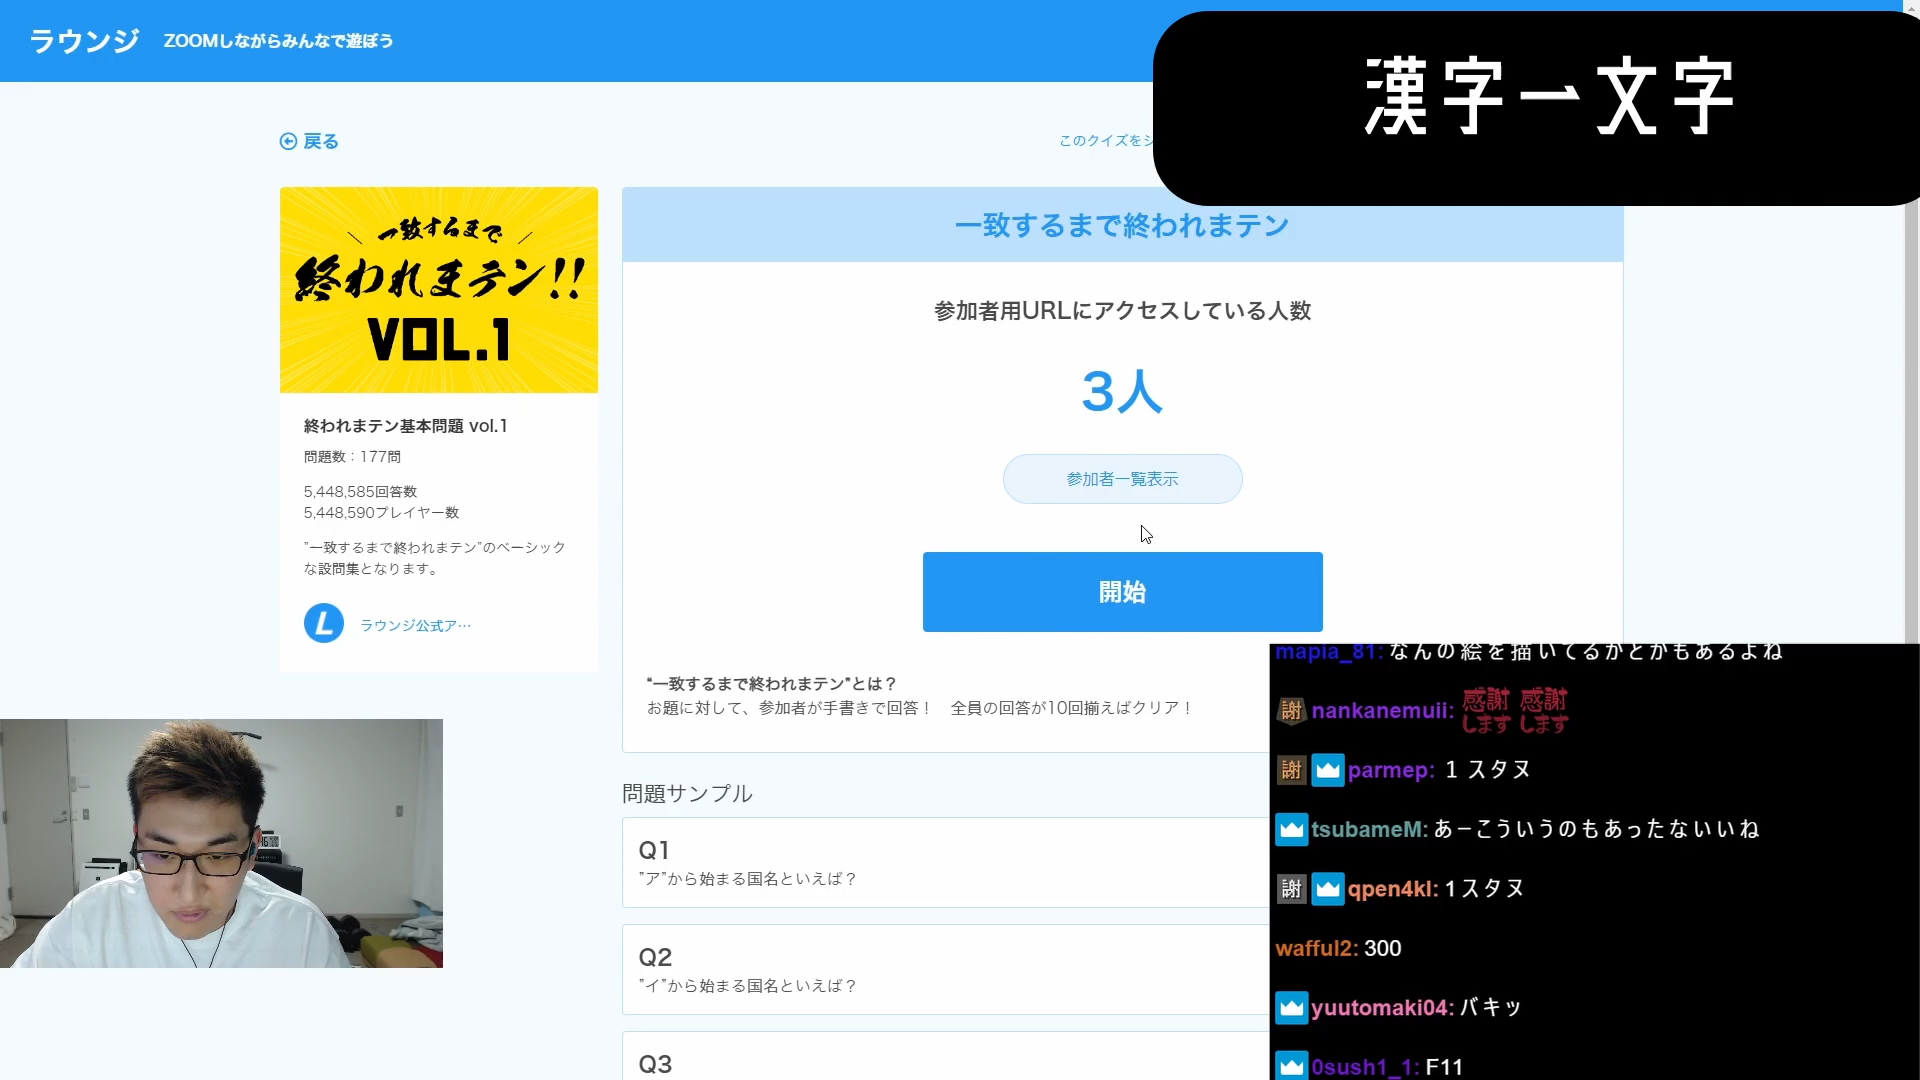 ラウンジ ZOOMしながらみんなで遊ぼう
漢字一文字
戻る
このクイズをシ
一致するまで
終われまテン!!
VOL.1
終われまテン基本問題 vol.1
問題数：177問
5,448,585回答数
5,448,590プレイヤー数
”一致するまで終われまテン”のベーシック
な設問集となります。
L ラウンジ公式ア…
一致するまで終われまテン
参加者用URLにアクセスしている人数
3人
参加者一覧表示
開始
“一致するまで終われまテン”とは？
お題に対して、参加者が手書きで回答！　全員の回答が10回揃えばクリア！
問題サンプル
Q1
”ア”から始まる国名といえば？
Q2
”イ”から始まる国名といえば？
Q3
mapla_81: なんの絵を描いてるかとかもあるよね
謝 nankanemuii: 感謝します 感謝します
謝 parmep: 1 スタヌ
tsubameM: あーこういうのもあったないいね
謝 qpen4kl: 1スタヌ
wafful2: 300
yuutomaki04: バキッ
0sush1_1: F11